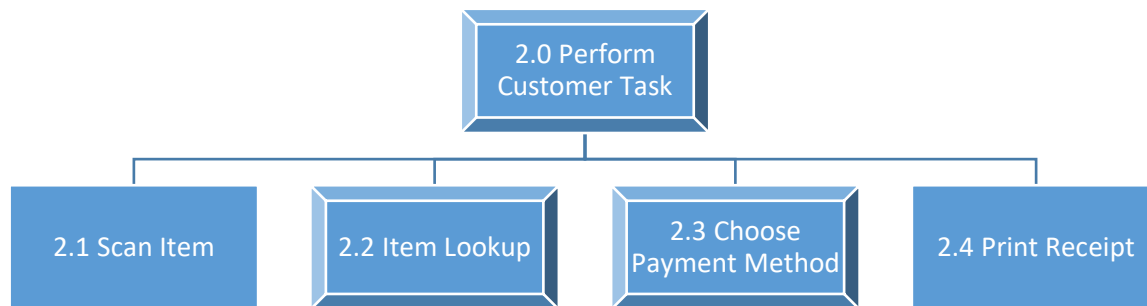 2.0 Perform
Customer Task
2.1 Scan Item
2.2 Item Lookup
2.3 Choose
Payment Method
2.4 Print Receipt